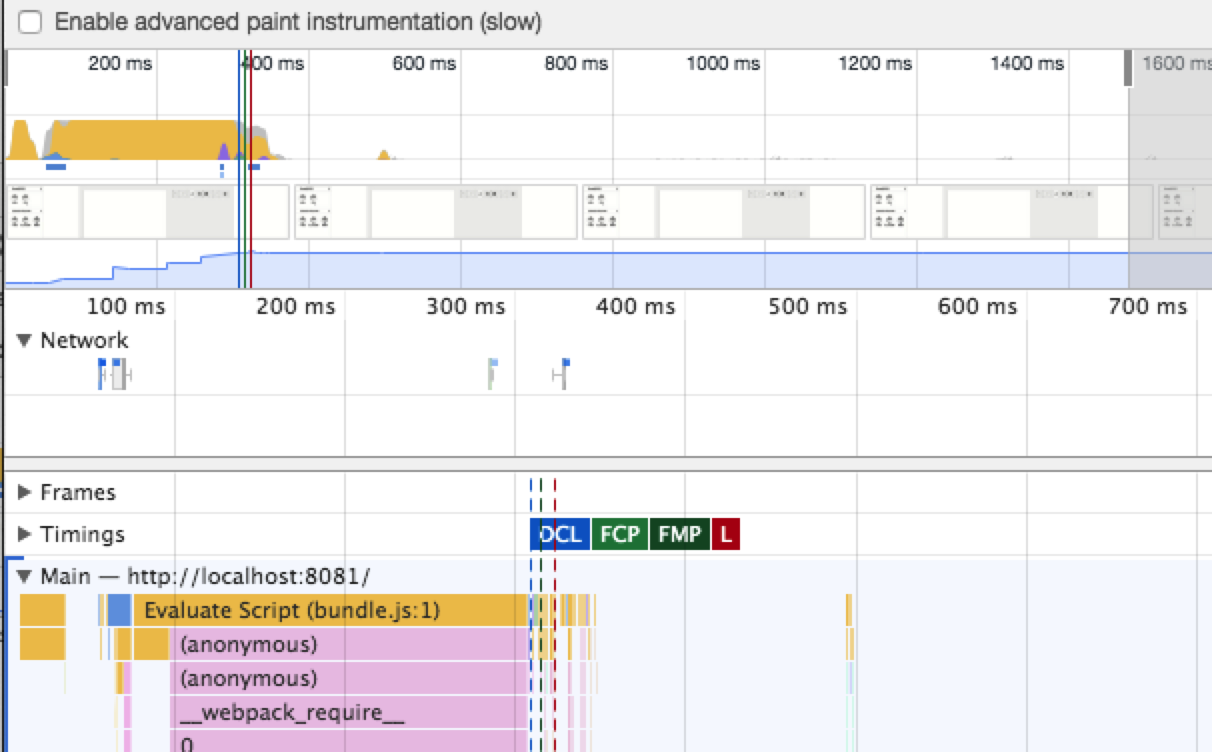 Enable advanced paint instrumentation (slow)
200 ms 400 ms 600 ms 800 ms 1000 ms 1200 ms 1400 ms 1600 ms
100 ms 200 ms 300 ms 400 ms 500 ms 600 ms 700 ms
Network
Frames
Timings DCL FCP FMP L
Main — http://localhost:8081/
Evaluate Script (bundle.js:1)
(anonymous)
(anonymous)
__webpack_require__
0